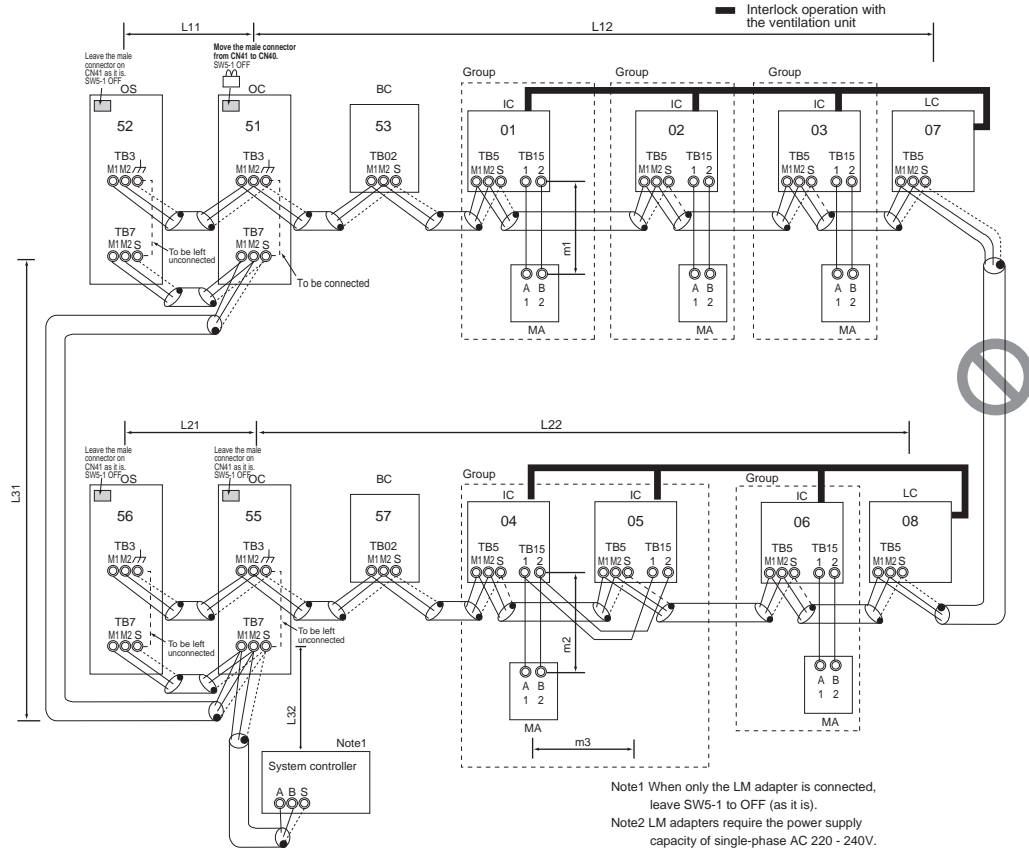 Interlock operation with
the ventilation unit
L11
L12
Leave the male
connector on
CN41 as it is.
SW5-1 OFF
Move the male connector
from CN41 to CN40.
SW5-1 OFF
OS
OC
BC
Group
Group
Group
IC
IC
IC
LC
52
51
53
01
02
03
07
TB3
M1 M2
TB3
M1 M2
TB02
M1 M2 S
TB5
M1 M2 S
TB15
1 2
TB5
M1 M2 S
TB15
1 2
TB5
M1 M2 S
TB15
1 2
TB5
M1 M2 S
TB7
M1 M2 S
To be left
unconnected
TB7
M1 M2 S
To be connected
m1
A B
1 2
MA
A B
1 2
MA
A B
1 2
MA
L31
L21
L22
Leave the male
connector on
CN41 as it is.
SW5-1 OFF
Leave the male
connector on
CN41 as it is.
SW5-1 OFF
OS
OC
BC
Group
Group
IC
IC
IC
LC
56
55
57
04
05
06
08
TB3
M1 M2
TB3
M1 M2
TB02
M1 M2 S
TB5
M1 M2 S
TB15
1 2
TB5
M1 M2 S
TB15
1 2
TB5
M1 M2 S
TB15
1 2
TB5
M1 M2 S
TB7
M1 M2 S
To be left
unconnected
TB7
M1 M2 S
To be left
unconnected
m2
A B
1 2
MA
A B
1 2
MA
m3
L32
Note1
System controller
A B S
Note1 When only the LM adapter is connected,
leave SW5-1 to OFF (as it is).
Note2 LM adapters require the power supply
capacity of single-phase AC 220 - 240V.